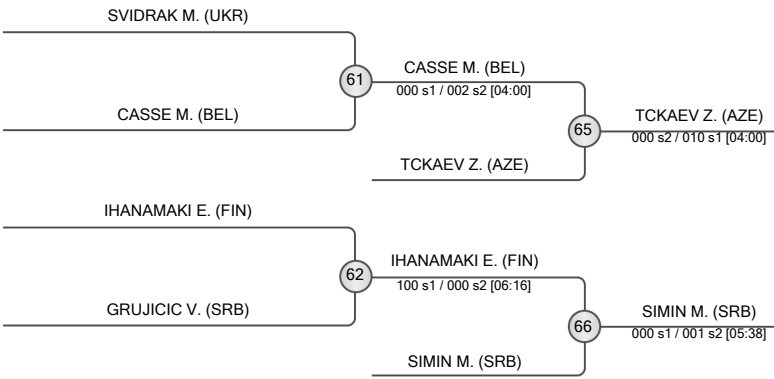 SVIDRAK M. (UKR)
61
CASSE M. (BEL)
000 s1 / 002 s2 [04:00]
CASSE M. (BEL)
65
TCKAEV Z. (AZE)
000 s2 / 010 s1 [04:00]
TCKAEV Z. (AZE)
IHANAMAKI E. (FIN)
62
IHANAMAKI E. (FIN)
100 s1 / 000 s2 [06:16]
GRUJICIC V. (SRB)
66
SIMIN M. (SRB)
000 s1 / 001 s2 [05:38]
SIMIN M. (SRB)